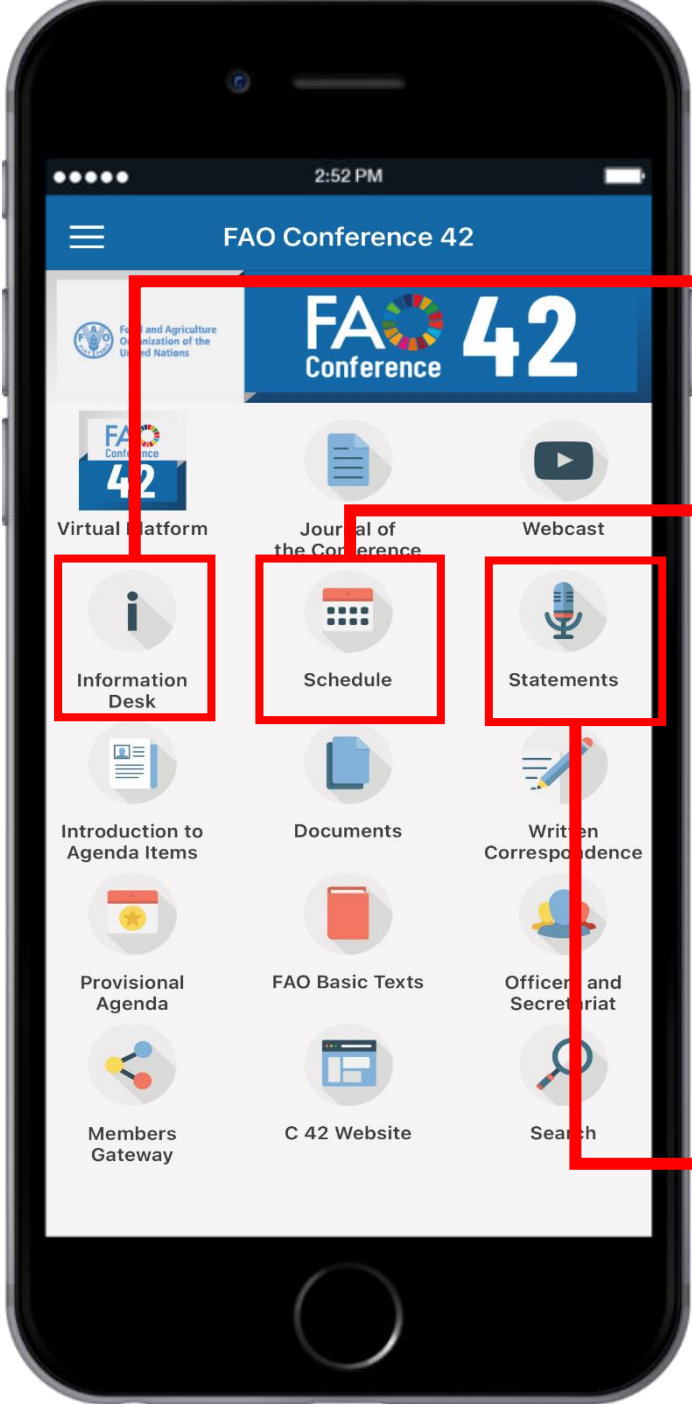 2:52 PM
FAO Conference 42
Food and Agriculture
Organization of the
United Nations
FAO
Conference
42
FAO
Conference
42
Virtual Platform
Journal of
the Conference
Webcast
Information
Desk
Schedule
Statements
Introduction to
Agenda Items
Documents
Written
Correspondence
Provisional
Agenda
FAO Basic Texts
Officers and
Secretariat
Members
Gateway
C 42 Website
Search